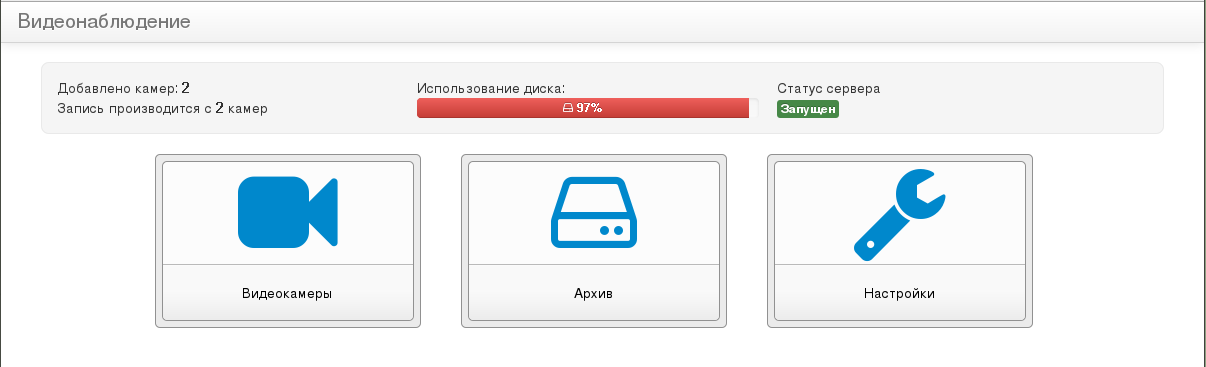 Видеонаблюдение
Добавлено камер: 2
Запись производится с 2 камер
Использование диска:
97%
Статус сервера
Запущен
Видеокамеры
Архив
Настройки